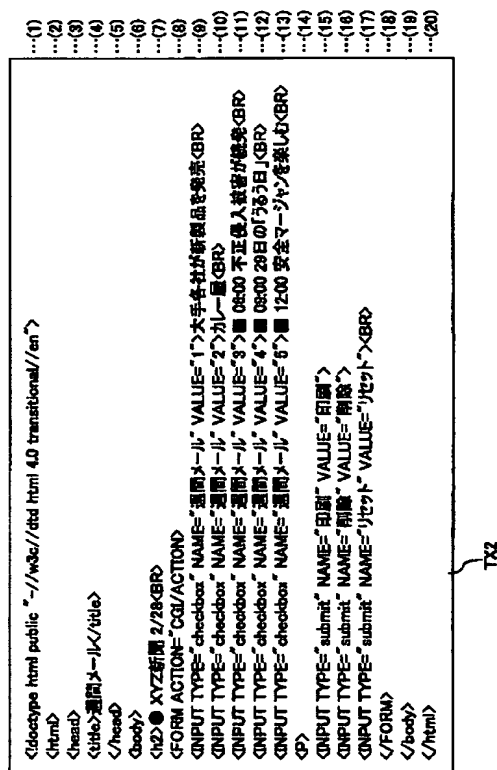 <!doctype html public "-//w3c//dtd html 4.0 transitional//en"> …(1)
<html> …(2)
<head> …(3)
<title>週間メール</title> …(4)
</head> …(5)
<body> …(6)
<h2>● XYZ新聞 2/28<BR> …(7)
<FORM ACTION="CGI/ACTION> …(8)
<INPUT TYPE="checkbox" NAME="週間メール" VALUE="1">大手各社が新製品を発売<BR> …(9)
<INPUT TYPE="checkbox" NAME="週間メール" VALUE="2">カレー屋<BR> …(10)
<INPUT TYPE="checkbox" NAME="週間メール" VALUE="3">■ 08:00 不正侵入被害が続発<BR> …(11)
<INPUT TYPE="checkbox" NAME="週間メール" VALUE="4">■ 09:00 29日の「うるう日」<BR> …(12)
<INPUT TYPE="checkbox" NAME="週間メール" VALUE="5">■ 12:00 安全マージャンを楽しむ<BR> …(13)
<P> …(14)
<INPUT TYPE="submit" NAME="印刷" VALUE="印刷"> …(15)
<INPUT TYPE="submit" NAME="削除" VALUE="削除"> …(16)
<INPUT TYPE="submit" NAME="リセット" VALUE="リセット"><BR> …(17)
</FORM> …(18)
</body> …(19)
</html> …(20)
TX2